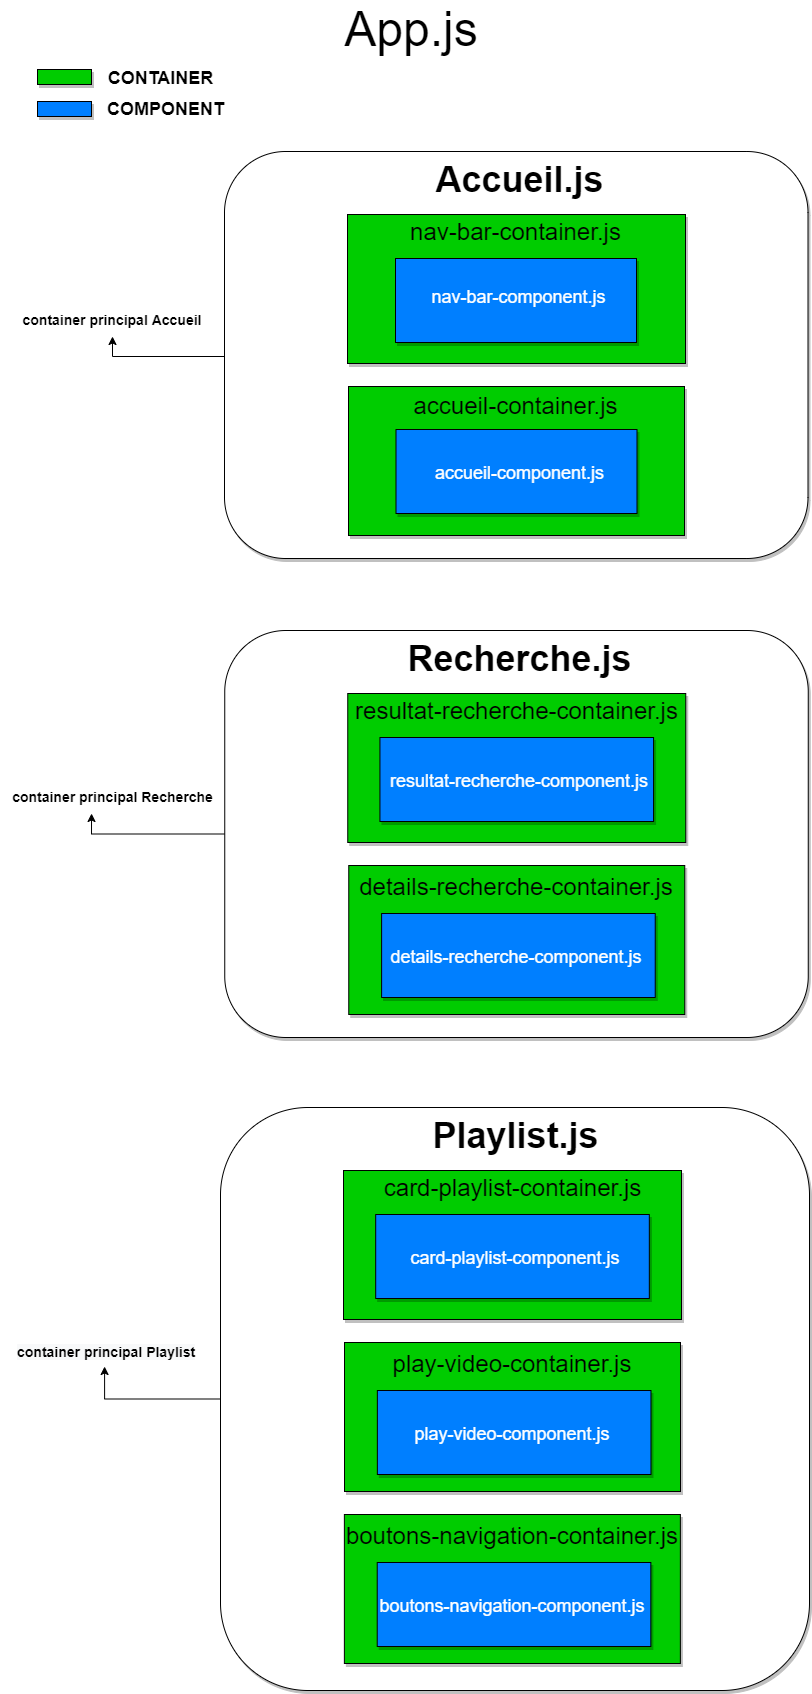 App.js
CONTAINER
COMPONENT
Accueil.js
nav-bar-container.js
nav-bar-component.js
container principal Accueil
accueil-container.js
accueil-component.js
Recherche.js
resultat-recherche-container.js
resultat-recherche-component.js
container principal Recherche
details-recherche-container.js
details-recherche-component.js
Playlist.js
card-playlist-container.js
card-playlist-component.js
container principal Playlist
play-video-container.js
play-video-component.js
boutons-navigation-container.js
boutons-navigation-component.js